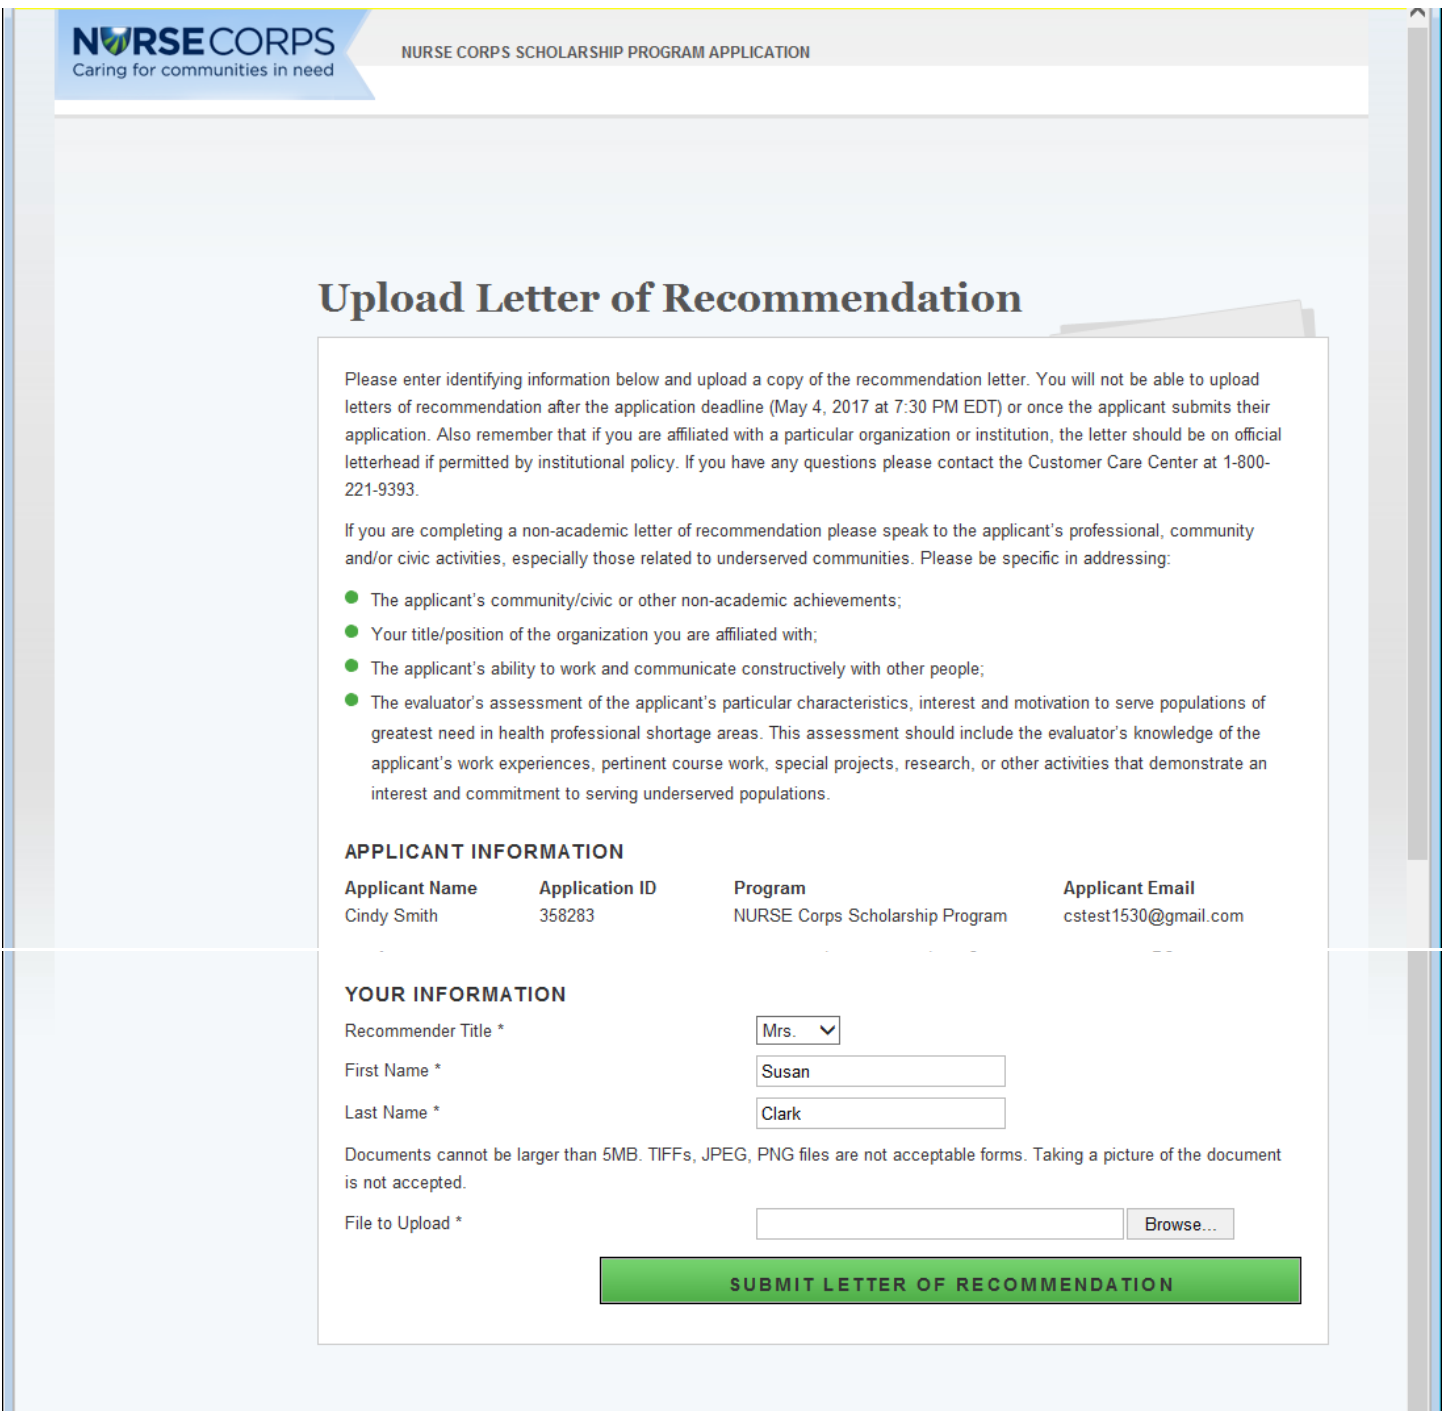 NURSE CORPS
Caring for communities in need
NURSE CORPS SCHOLARSHIP PROGRAM APPLICATION
Upload Letter of Recommendation
Please enter identifying information below and upload a copy of the recommendation letter. You will not be able to upload
letters of recommendation after the application deadline (May 4, 2017 at 7:30 PM EDT) or once the applicant submits their
application. Also remember that if you are affiliated with a particular organization or institution, the letter should be on official
letterhead if permitted by institutional policy. If you have any questions please contact the Customer Care Center at 1-800-
221-9393.
If you are completing a non-academic letter of recommendation please speak to the applicant's professional, community
and/or civic activities, especially those related to underserved communities. Please be specific in addressing:
The applicant's community/civic or other non-academic achievements;
Your title/position of the organization you are affiliated with;
The applicant's ability to work and communicate constructively with other people;
The evaluator's assessment of the applicant's particular characteristics, interest and motivation to serve populations of
greatest need in health professional shortage areas. This assessment should include the evaluator's knowledge of the
applicant's work experiences, pertinent course work, special projects, research, or other activities that demonstrate an
interest and commitment to serving underserved populations.
APPLICANT INFORMATION
Applicant Name Application ID Program Applicant Email
Cindy Smith 358283 NURSE Corps Scholarship Program cstest1530@gmail.com
YOUR INFORMATION
Recommender Title * Mrs.
First Name * Susan
Last Name * Clark
Documents cannot be larger than 5MB. TIFFs, JPEG, PNG files are not acceptable forms. Taking a picture of the document
is not accepted.
File to Upload * Browse...
SUBMIT LETTER OF RECOMMENDATION